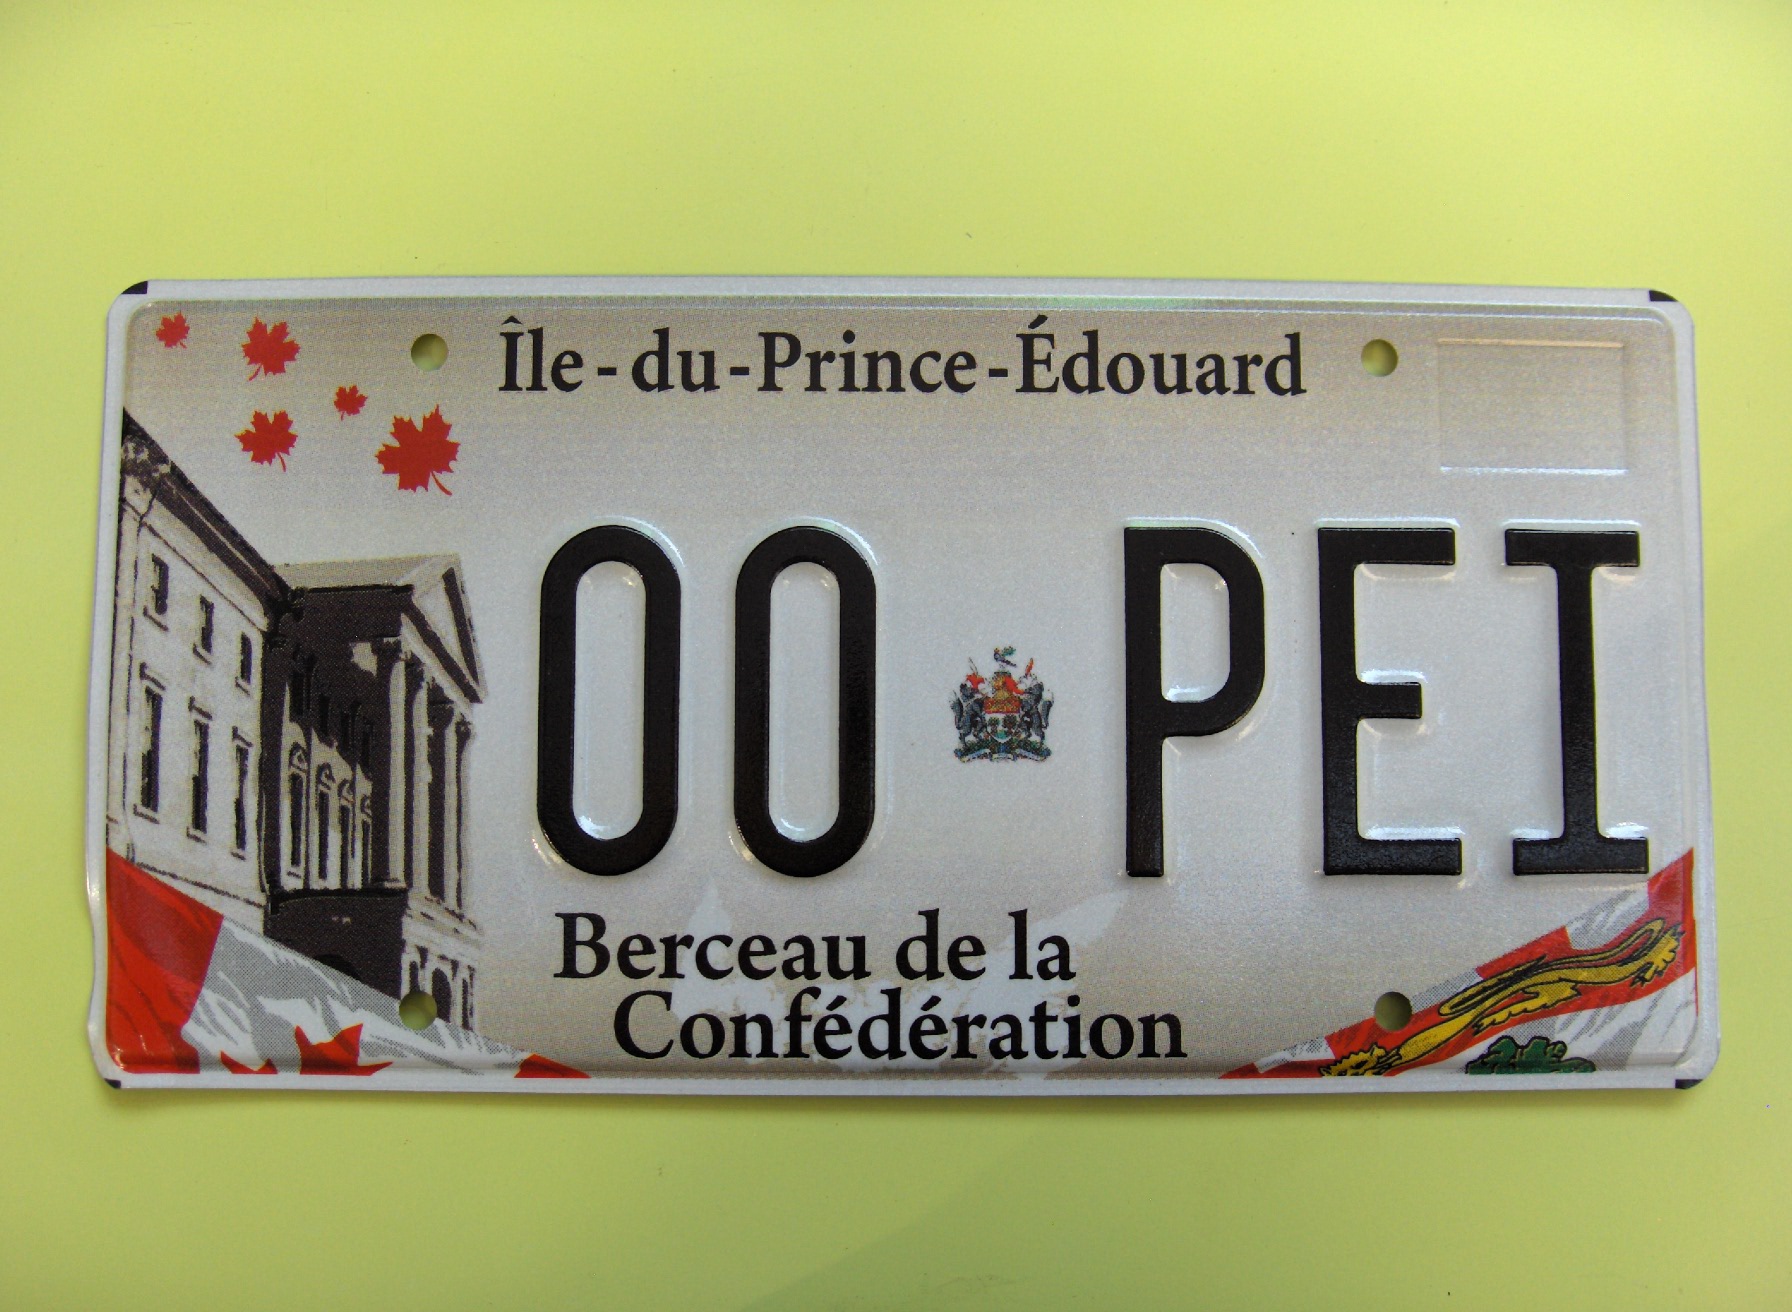 Île-du-Prince-Édouard
00 PEI
Berceau de la
Confédération